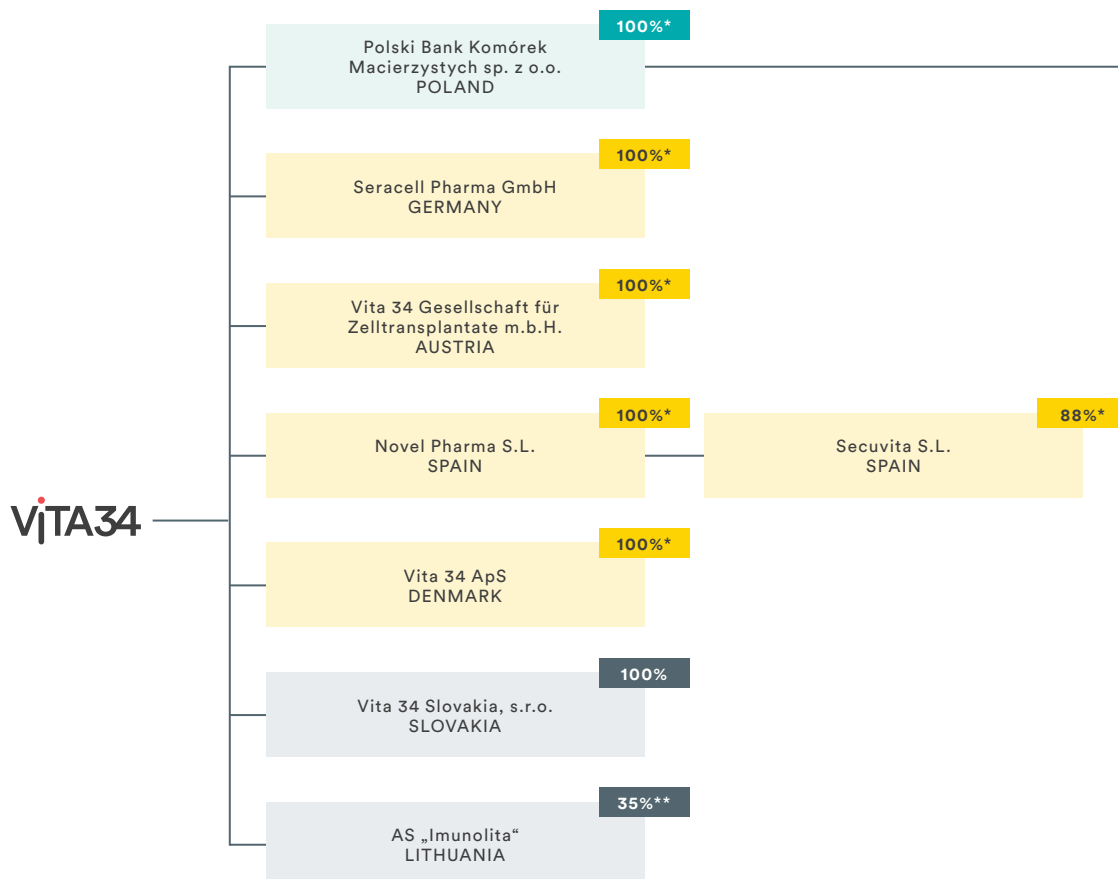 100%*
Polski Bank Komórek
Macierzystych sp. z o.o.
POLAND
100%*
Seracell Pharma GmbH
GERMANY
100%*
Vita 34 Gesellschaft für
Zelltransplantate m.b.H.
AUSTRIA
100%*
Novel Pharma S.L.
SPAIN
88%*
Secuvita S.L.
SPAIN
ViTA34
100%*
Vita 34 ApS
DENMARK
100%
Vita 34 Slovakia, s.r.o.
SLOVAKIA
35%**
AS „Imunolita“
LITHUANIA